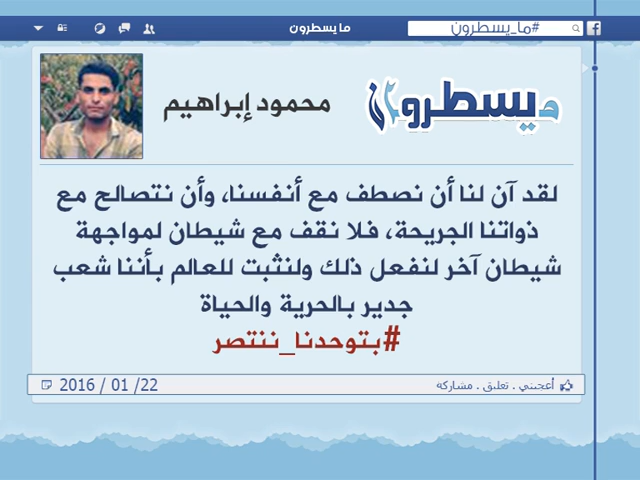 #ما_يسطرون
ما يسطرون
ما يسطرون2
محمود إبراهيم
لقد آن لنا أن نصطف مع أنفسنا، وأن نتصالح مع
ذواتنا الجريحة، فلا نقف مع شيطان لمواجهة
شيطان آخر لنفعل ذلك ولنثبت للعالم بأننا شعب
جدير بالحرية والحياة
#بتوحدنا_ننتصر
أعجبني . تعليق . مشاركه
2016 / 01 /22